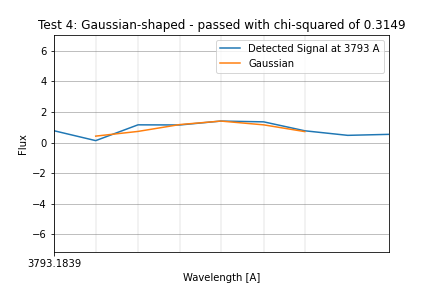 Test 4: Gaussian-shaped - passed with chi-squared of 0.3149
Detected Signal at 3793 A
Gaussian
6
4
2
0
−2
−4
−6
Flux
3793.1839
Wavelength [A]